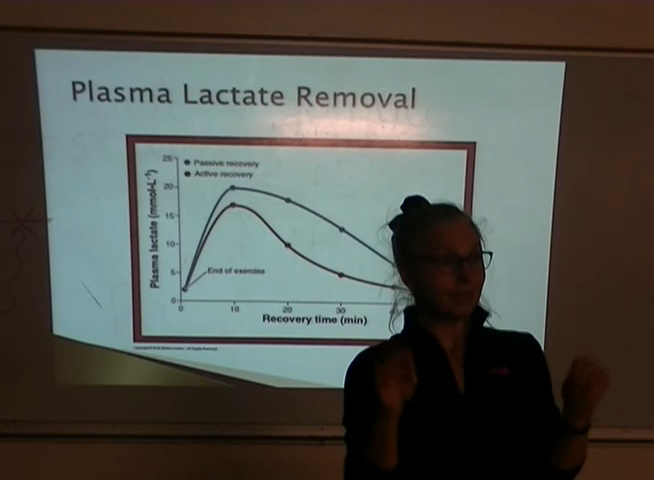 Plasma Lactate Removal
25
Passive recovery
Active recovery
20
15
10
5
0
Plasma lactate (mmol·L⁻¹)
End of exercise
0 10 20 30
Recovery time (min)